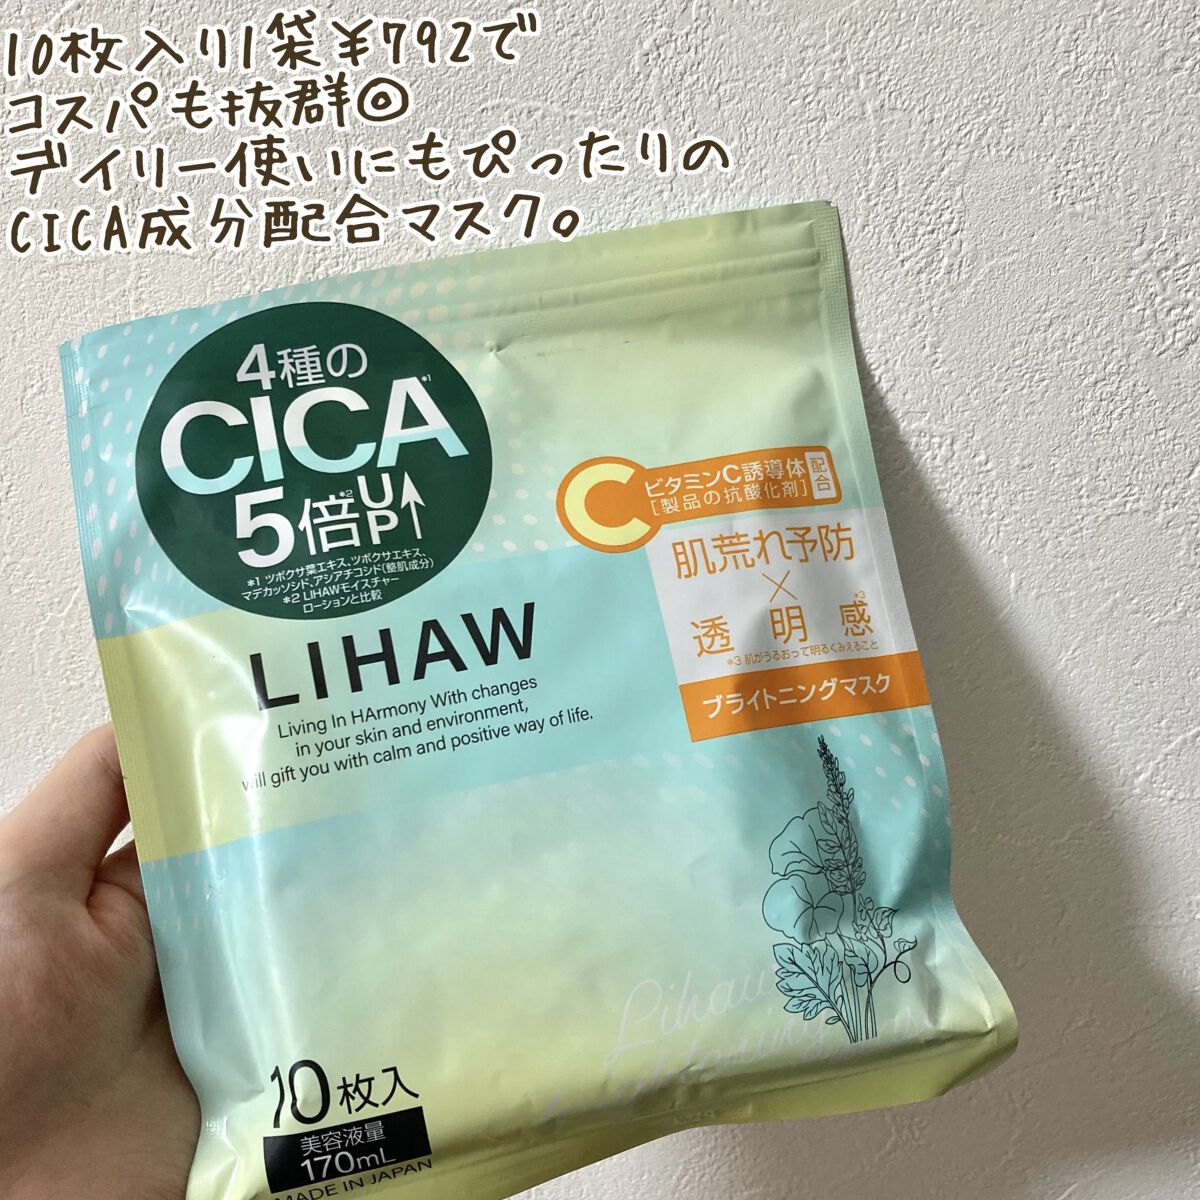 10枚入り1袋¥792で
コスパも抜群◎
デイリー使いにもぴったりの
CICA成分配合マスク。
4種の
CICA*1
5倍*2UP↑
*1 ツボクサ葉エキス、ツボクサエキス、
マデカッソシド、アシアチコシド(整肌成分)
*2 LIHAWモイスチャー
ローションと比較
C
ビタミンC誘導体
[製品の抗酸化剤]
配合
肌荒れ予防
×
透明感*3
*3 肌がうるおって明るくみえること
ブライトニングマスク
LIHAW
Living In HArmony With changes
in your skin and environment,
will gift you with calm and positive way of life.
Lihaw
10枚入
美容液量
170mL
MADE IN JAPAN